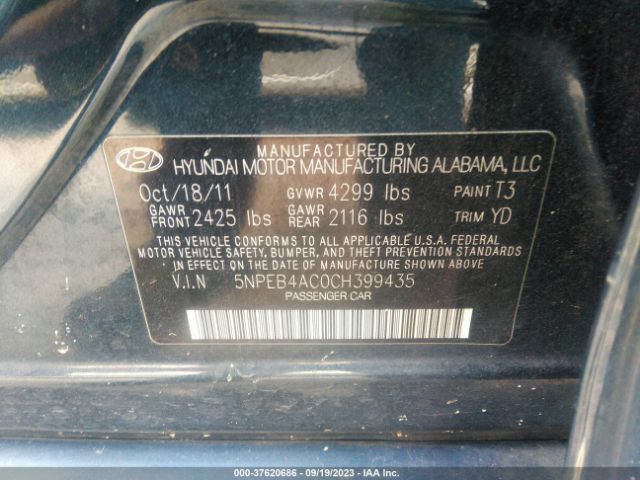 MANUFACTURED BY
HYUNDAI MOTOR MANUFACTURING ALABAMA, LLC
Oct/18/11 GVWR 4299 lbs PAINT T3
GAWR FRONT 2425 lbs GAWR REAR 2116 lbs TRIM YD
THIS VEHICLE CONFORMS TO ALL APPLICABLE U.S.A. FEDERAL
MOTOR VEHICLE SAFETY, BUMPER, AND THEFT PREVENTION
STANDARDS IN EFFECT ON THE DATE OF MANUFACTURE SHOWN ABOVE.
V.I.N 5NPEB4AC0CH399435
PASSENGER CAR
000-37620686 - 09/19/2023 - © IAA Inc.